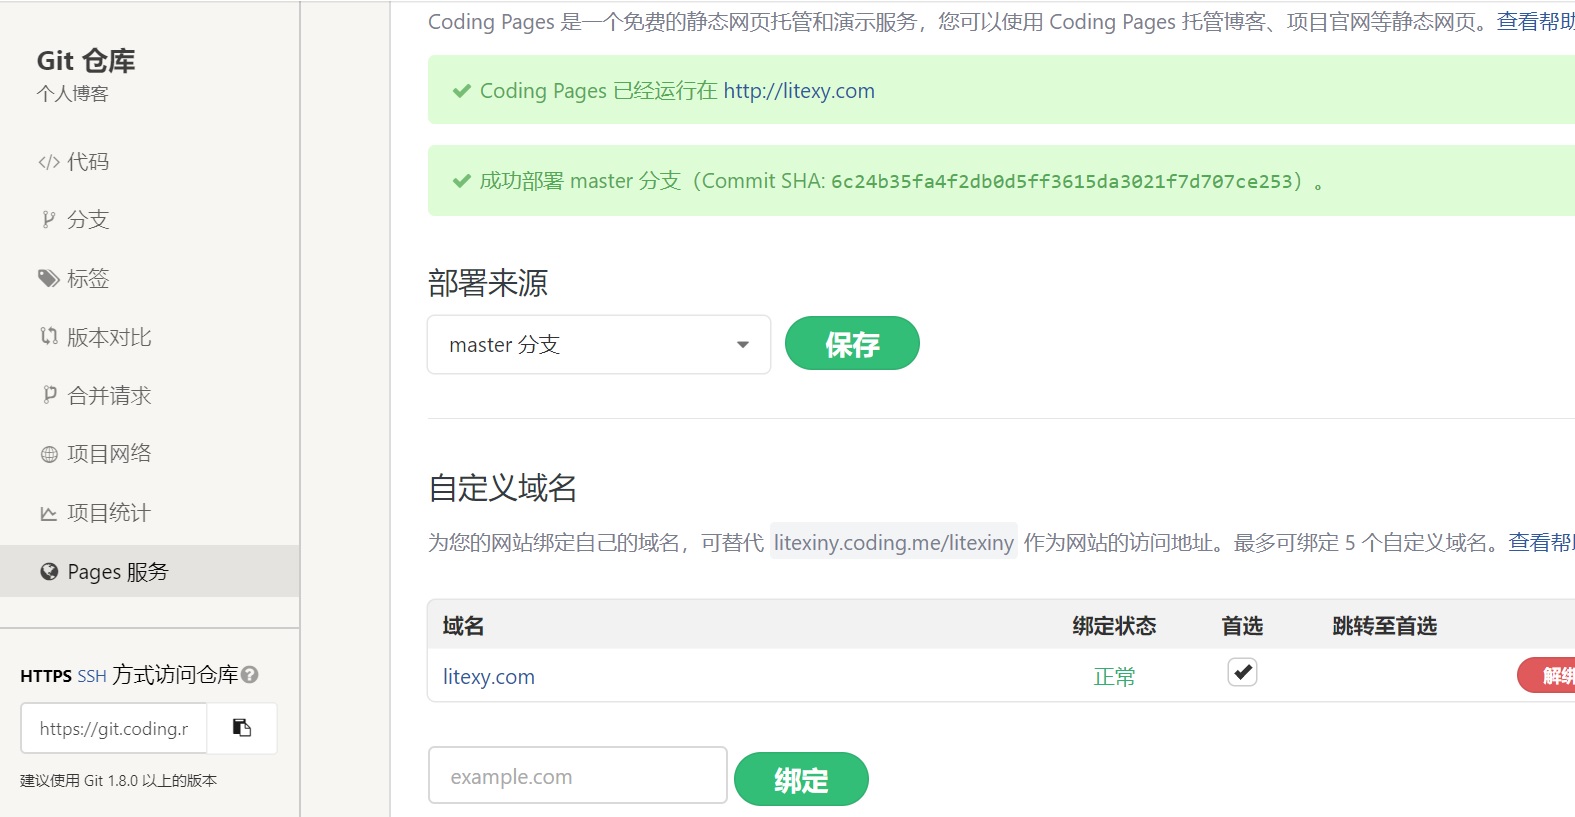 Git 仓库
个人博客
代码
分支
标签
版本对比
合并请求
项目网络
项目统计
Pages 服务
HTTPS SSH 方式访问仓库
https://git.coding.r
建议使用 Git 1.8.0 以上的版本
Coding Pages 是一个免费的静态网页托管和演示服务，您可以使用 Coding Pages 托管博客、项目官网等静态网页。查看帮助
Coding Pages 已经运行在 http://litexy.com
成功部署 master 分支（Commit SHA: 6c24b35fa4f2db0d5ff3615da3021f7d707ce253）。
部署来源
master 分支 保存
自定义域名
为您的网站绑定自己的域名，可替代 litexiny.coding.me/litexiny 作为网站的访问地址。最多可绑定 5 个自定义域名。查看帮
域名 绑定状态 首选 跳转至首选
litexy.com 正常 解绑
example.com 绑定